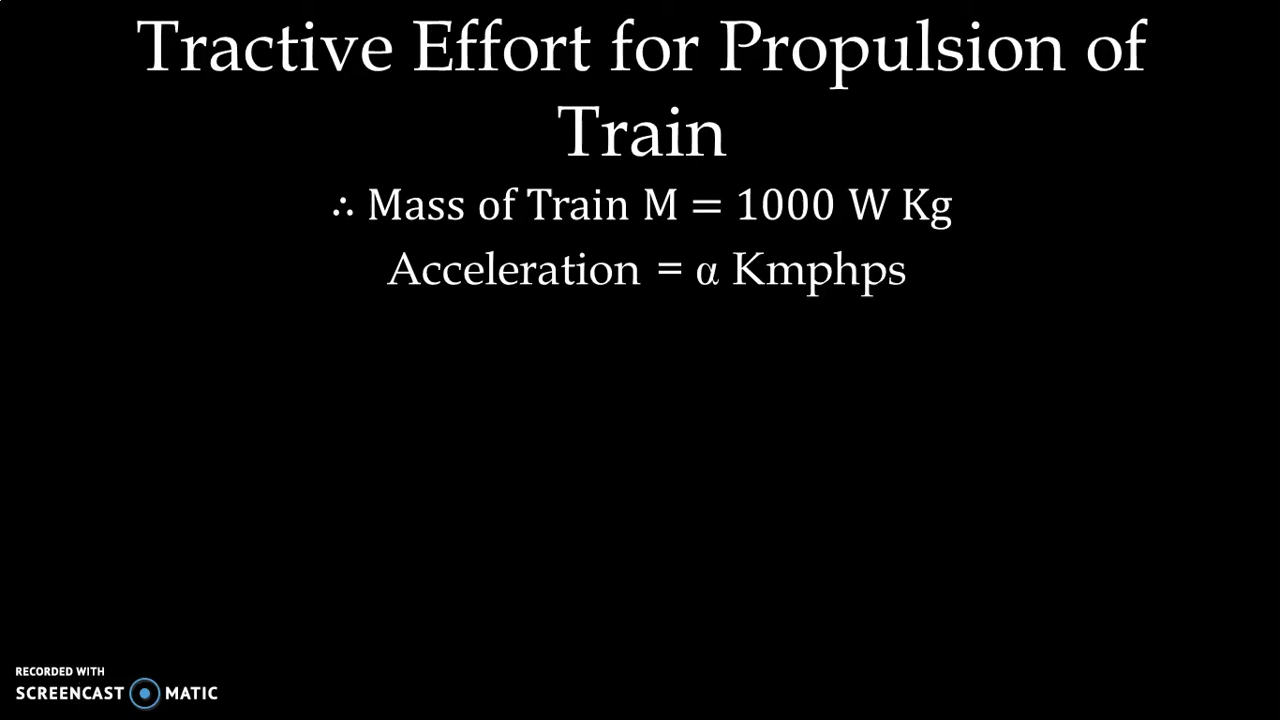 Tractive Effort for Propulsion of
Train
∴ Mass of Train M = 1000 W Kg
Acceleration = α Kmphps
RECORDED WITH
SCREENCAST MATIC